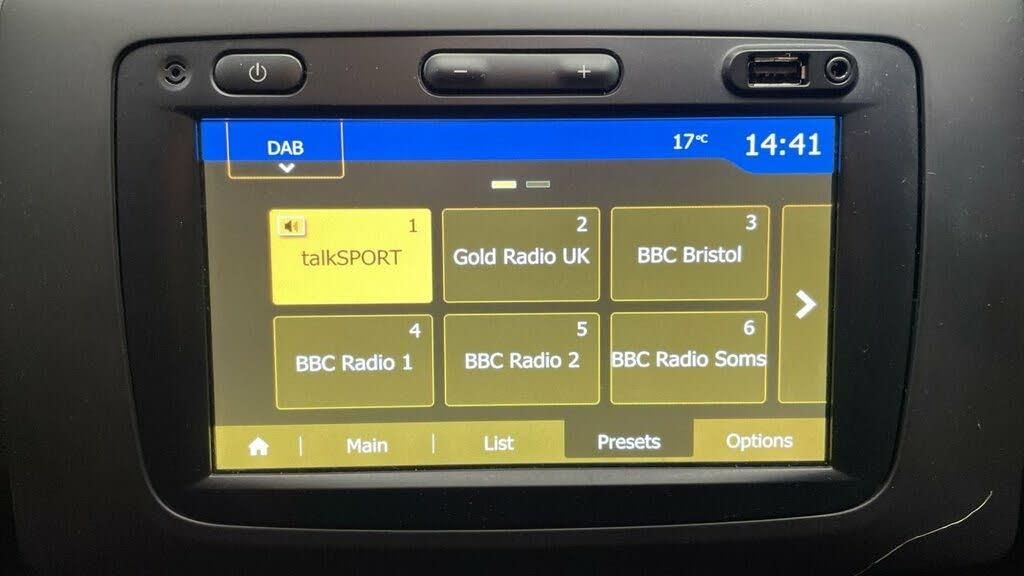 DAB
17°C
14:41
1
talkSPORT
2
Gold Radio UK
3
BBC Bristol
4
BBC Radio 1
5
BBC Radio 2
6
BBC Radio Soms
Main
List
Presets
Options